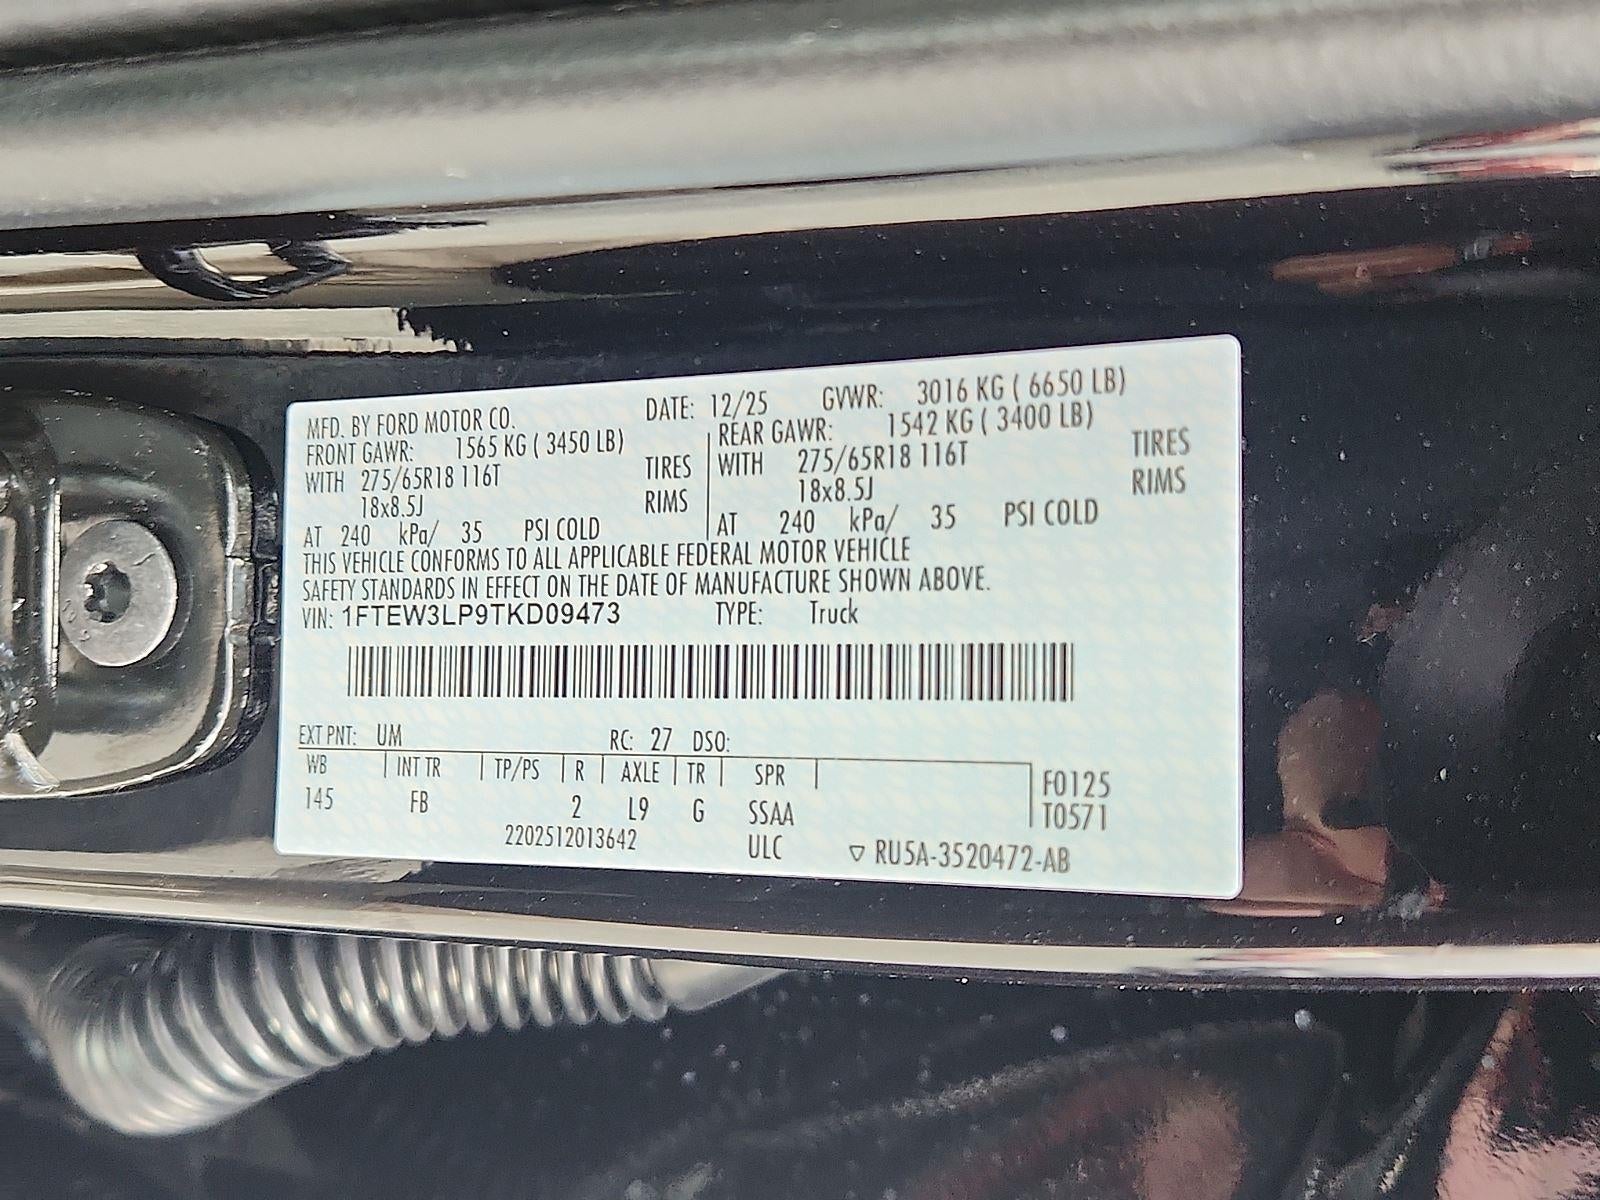 MFD. BY FORD MOTOR CO. DATE: 12/25 GVWR: 3016 KG ( 6650 LB)
FRONT GAWR: 1565 KG ( 3450 LB) REAR GAWR: 1542 KG ( 3400 LB)
WITH 275/65R18 116T TIRES WITH 275/65R18 116T TIRES
18x8.5J RIMS 18x8.5J RIMS
AT 240 kPa/ 35 PSI COLD AT 240 kPa/ 35 PSI COLD
THIS VEHICLE CONFORMS TO ALL APPLICABLE FEDERAL MOTOR VEHICLE
SAFETY STANDARDS IN EFFECT ON THE DATE OF MANUFACTURE SHOWN ABOVE.
VIN: 1FTEW3LP9TKD09473 TYPE: Truck
EXT PNT: UM RC: 27 DSO:
WB INT TR TP/PS R AXLE TR SPR F0125
145 FB 2 L9 G SSAA T0571
2202512013642 ULC ▽ RU5A-3520472-AB